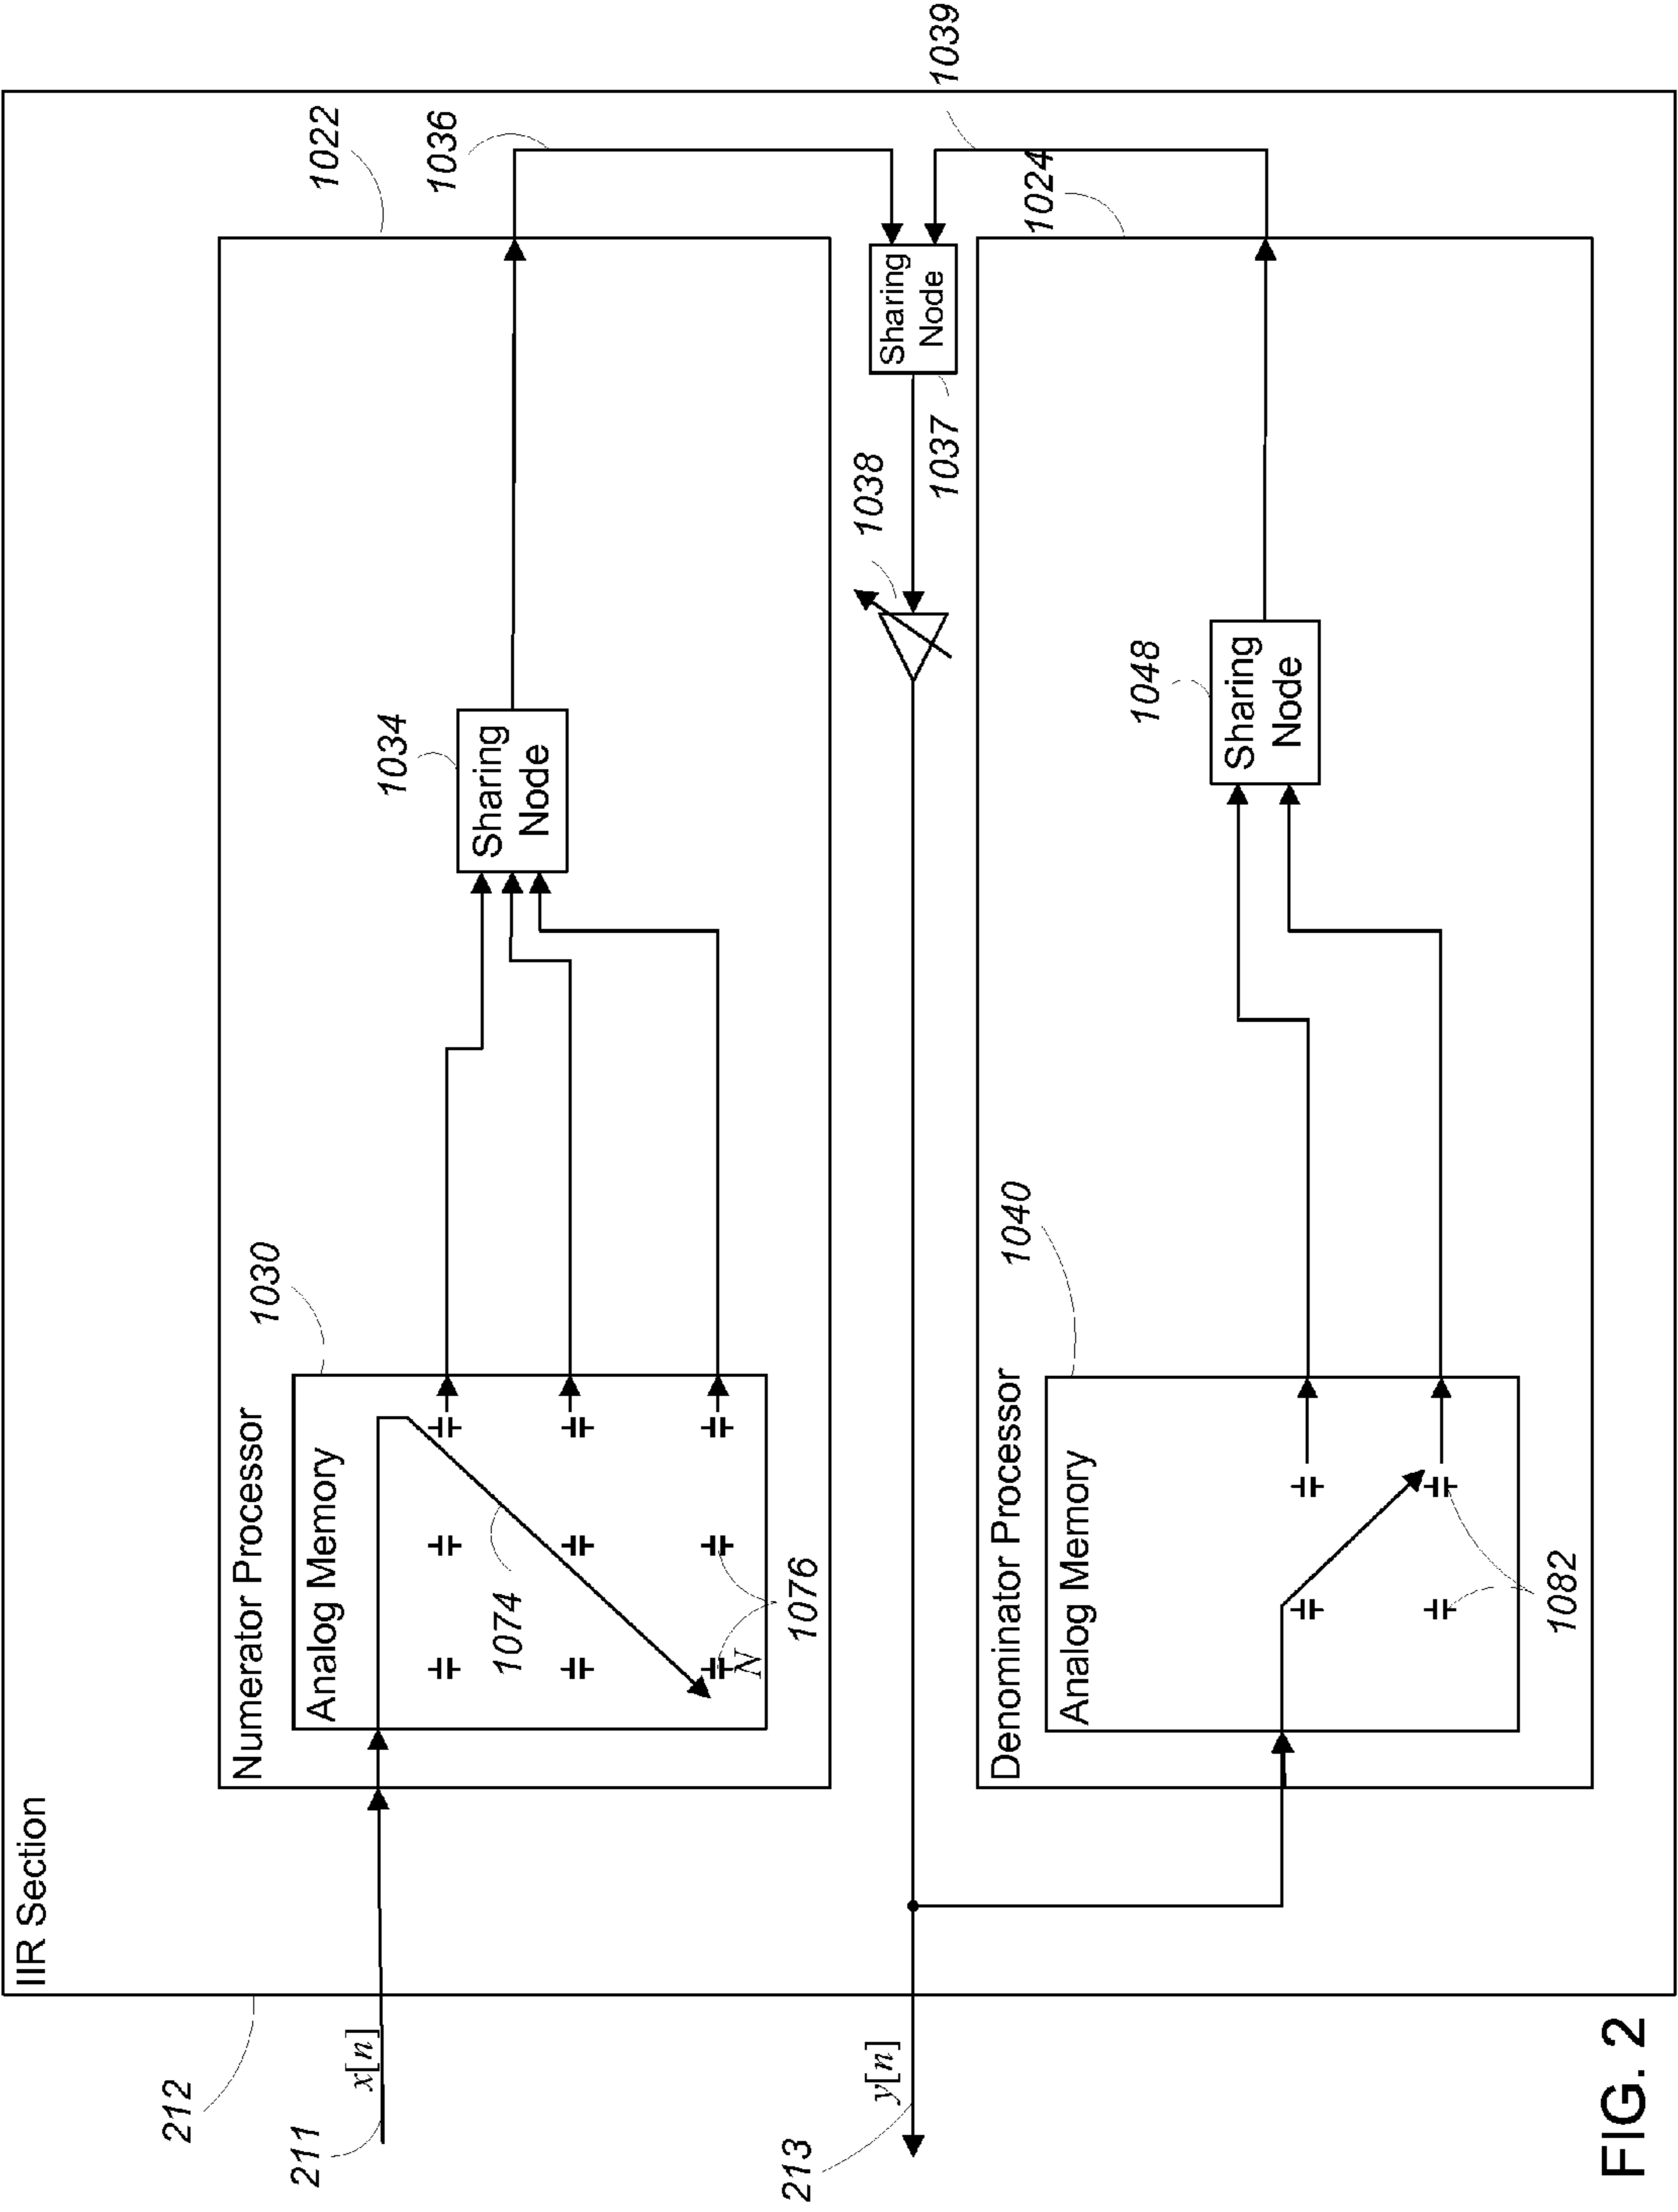 IIR Section
212
211
x[n]
213
y[n]
Numerator Processor
1022
Analog Memory
1030
1074
1076
N
1034
Sharing
Node
1036
1038
1037
Sharing
Node
1039
Denominator Processor
1024
Analog Memory
1040
1082
1048
Sharing
Node
FIG. 2